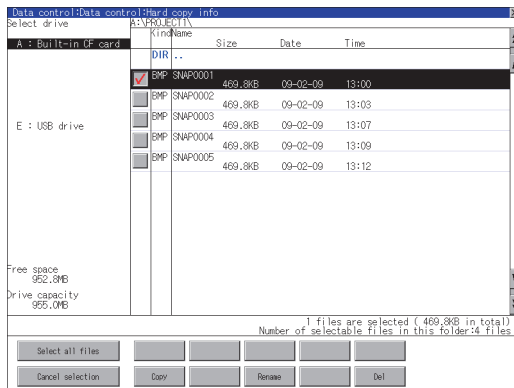 Data control:Data control:Hard copy info
Select drive
A:\PROJECT1\
Kind Name
Size Date Time
A : Built-in CF card
DIR ..
BMP SNAP0001
469.8KB 09-02-09 13:00
BMP SNAP0002
469.8KB 09-02-09 13:03
BMP SNAP0003
469.8KB 09-02-09 13:07
E : USB drive
BMP SNAP0004
469.8KB 09-02-09 13:09
BMP SNAP0005
469.8KB 09-02-09 13:12
Free space
952.8MB
Drive capacity
955.0MB
1 files are selected ( 469.8KB in total)
Number of selectable files in this folder:4 files
Select all files
Cancel selection Copy Rename Del